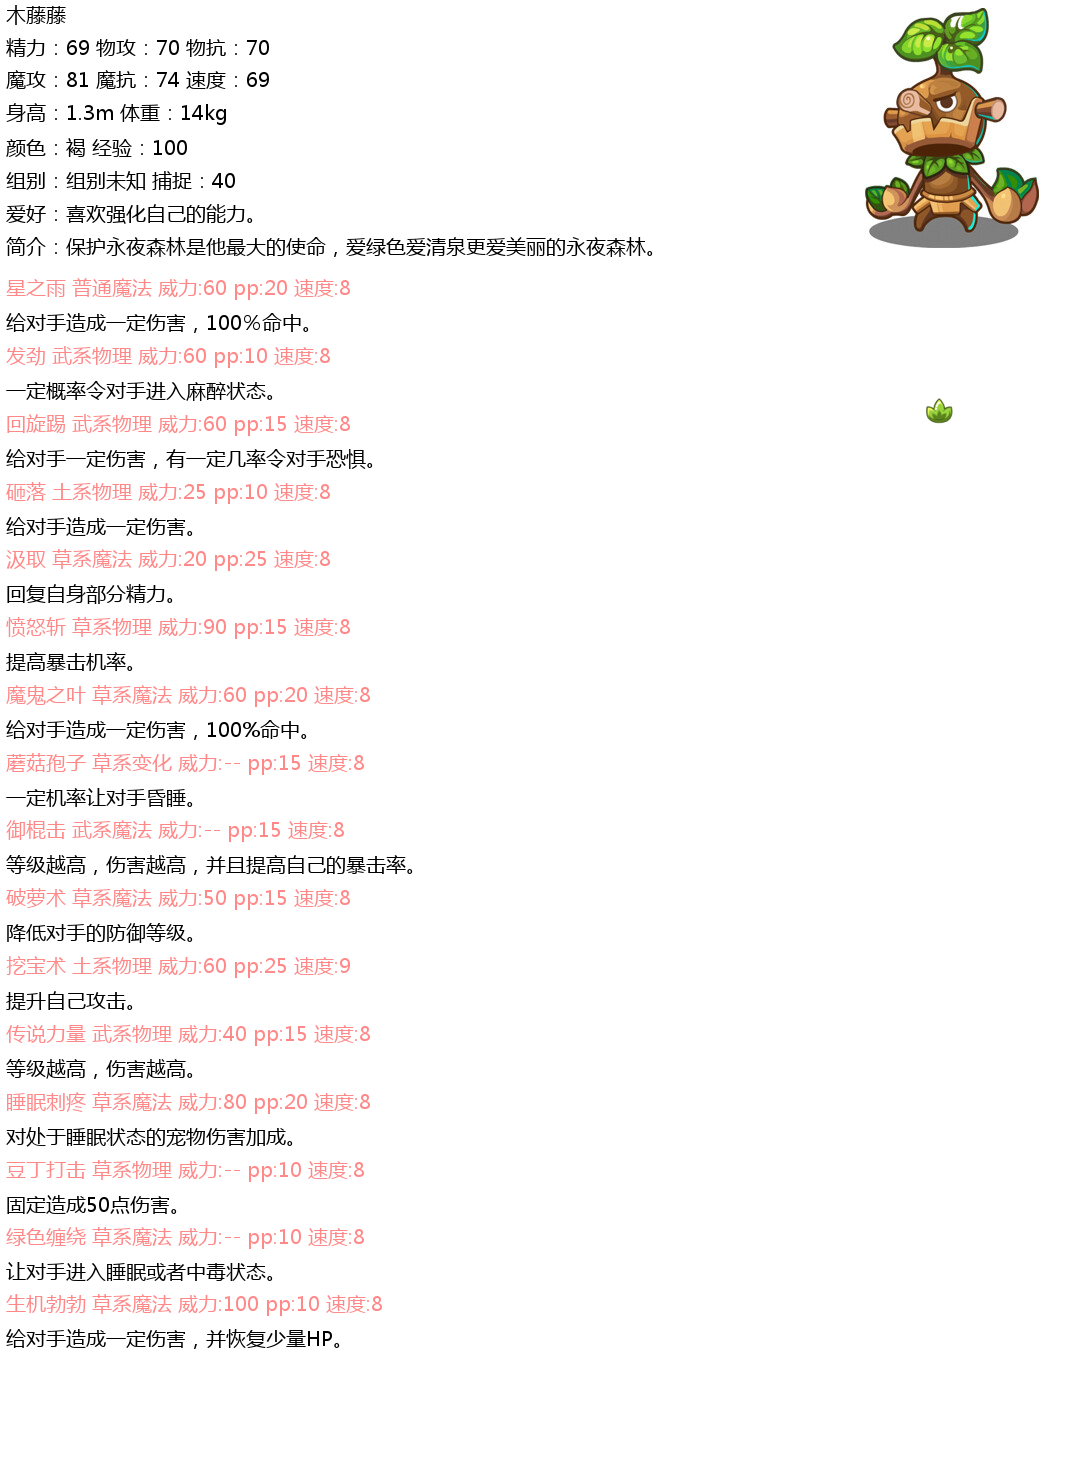 木藤藤
精力：69 物攻：70 物抗：70
魔攻：81 魔抗：74 速度：69
身高：1.3m 体重：14kg
颜色：褐 经验：100
组别：组别未知 捕捉：40
爱好：喜欢强化自己的能力。
简介：保护永夜森林是他最大的使命，爱绿色爱清泉更爱美丽的永夜森林。
星之雨 普通魔法 威力:60 pp:20 速度:8
给对手造成一定伤害，100％命中。
发劲 武系物理 威力:60 pp:10 速度:8
一定概率令对手进入麻醉状态。
回旋踢 武系物理 威力:60 pp:15 速度:8
给对手一定伤害，有一定几率令对手恐惧。
砸落 土系物理 威力:25 pp:10 速度:8
给对手造成一定伤害。
汲取 草系魔法 威力:20 pp:25 速度:8
回复自身部分精力。
愤怒斩 草系物理 威力:90 pp:15 速度:8
提高暴击机率。
魔鬼之叶 草系魔法 威力:60 pp:20 速度:8
给对手造成一定伤害，100%命中。
蘑菇孢子 草系变化 威力:-- pp:15 速度:8
一定机率让对手昏睡。
御棍击 武系魔法 威力:-- pp:15 速度:8
等级越高，伤害越高，并且提高自己的暴击率。
破萝术 草系魔法 威力:50 pp:15 速度:8
降低对手的防御等级。
挖宝术 土系物理 威力:60 pp:25 速度:9
提升自己攻击。
传说力量 武系物理 威力:40 pp:15 速度:8
等级越高，伤害越高。
睡眠刺疼 草系魔法 威力:80 pp:20 速度:8
对处于睡眠状态的宠物伤害加成。
豆丁打击 草系物理 威力:-- pp:10 速度:8
固定造成50点伤害。
绿色缠绕 草系魔法 威力:-- pp:10 速度:8
让对手进入睡眠或者中毒状态。
生机勃勃 草系魔法 威力:100 pp:10 速度:8
给对手造成一定伤害，并恢复少量HP。